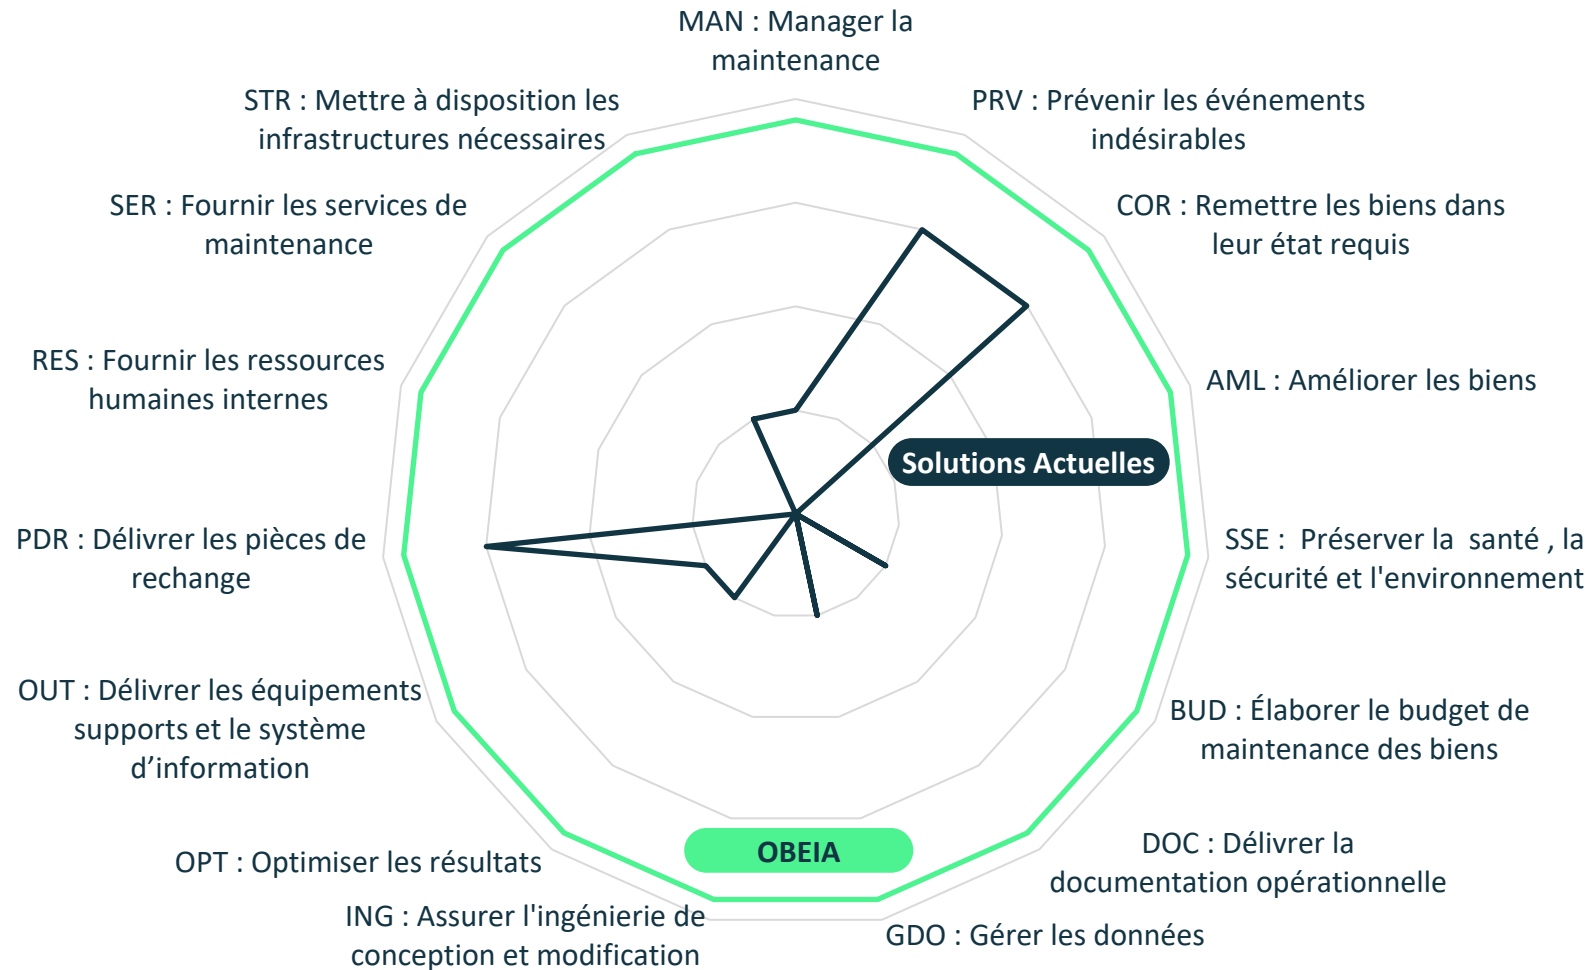 MAN : Manager la
maintenance
PRV : Prévenir les événements
indésirables
COR : Remettre les biens dans
leur état requis
AML : Améliorer les biens
SSE :  Préserver la  santé , la
sécurité et l'environnement
BUD : Élaborer le budget de
maintenance des biens
DOC : Délivrer la
documentation opérationnelle
GDO : Gérer les données
ING : Assurer l'ingénierie de
conception et modification
OPT : Optimiser les résultats
OUT : Délivrer les équipements
supports et le système
d’information
PDR : Délivrer les pièces de
rechange
RES : Fournir les ressources
humaines internes
SER : Fournir les services de
maintenance
STR : Mettre à disposition les
infrastructures nécessaires
Solutions Actuelles
OBEIA